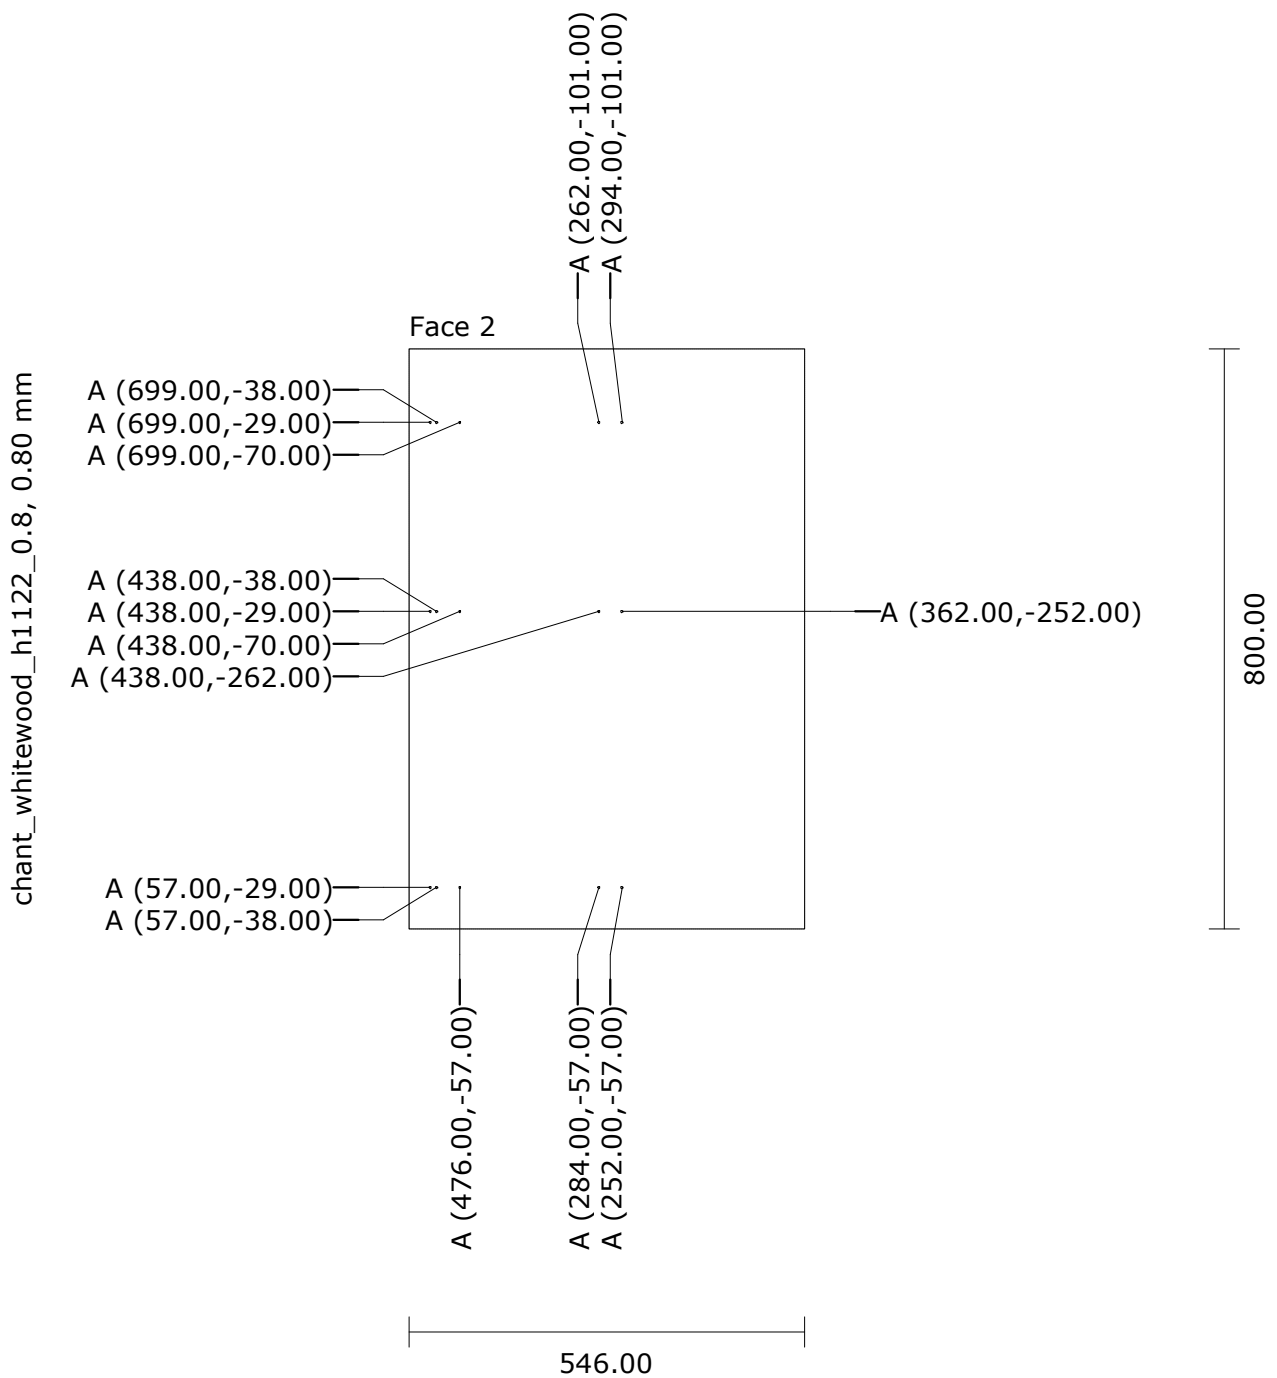 A (262.00,-101.00)
A (294.00,-101.00)
Face 2
chant_whitewood_h1122_0.8, 0.80 mm
A (699.00,-38.00)
A (699.00,-29.00)
A (699.00,-70.00)
A (438.00,-38.00)
A (438.00,-29.00)
A (438.00,-70.00)
A (438.00,-262.00)
A (362.00,-252.00)
800.00
A (57.00,-29.00)
A (57.00,-38.00)
A (476.00,-57.00)
A (284.00,-57.00)
A (252.00,-57.00)
546.00